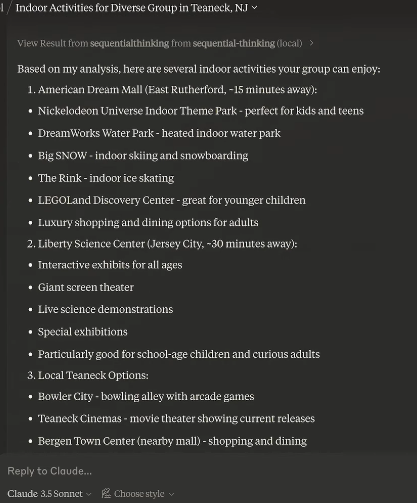 / Indoor Activities for Diverse Group in Teaneck, NJ
View Result from sequentialthinking from sequential-thinking (local)
Based on my analysis, here are several indoor activities your group can enjoy:
1. American Dream Mall (East Rutherford, ~15 minutes away):
• Nickelodeon Universe Indoor Theme Park - perfect for kids and teens
• DreamWorks Water Park - heated indoor water park
• Big SNOW - indoor skiing and snowboarding
• The Rink - indoor ice skating
• LEGOLand Discovery Center - great for younger children
• Luxury shopping and dining options for adults
2. Liberty Science Center (Jersey City, ~30 minutes away):
• Interactive exhibits for all ages
• Giant screen theater
• Live science demonstrations
• Special exhibitions
• Particularly good for school-age children and curious adults
3. Local Teaneck Options:
• Bowler City - bowling alley with arcade games
• Teaneck Cinemas - movie theater showing current releases
• Bergen Town Center (nearby mall) - shopping and dining
Reply to Claude...
Claude 3.5 Sonnet Choose style